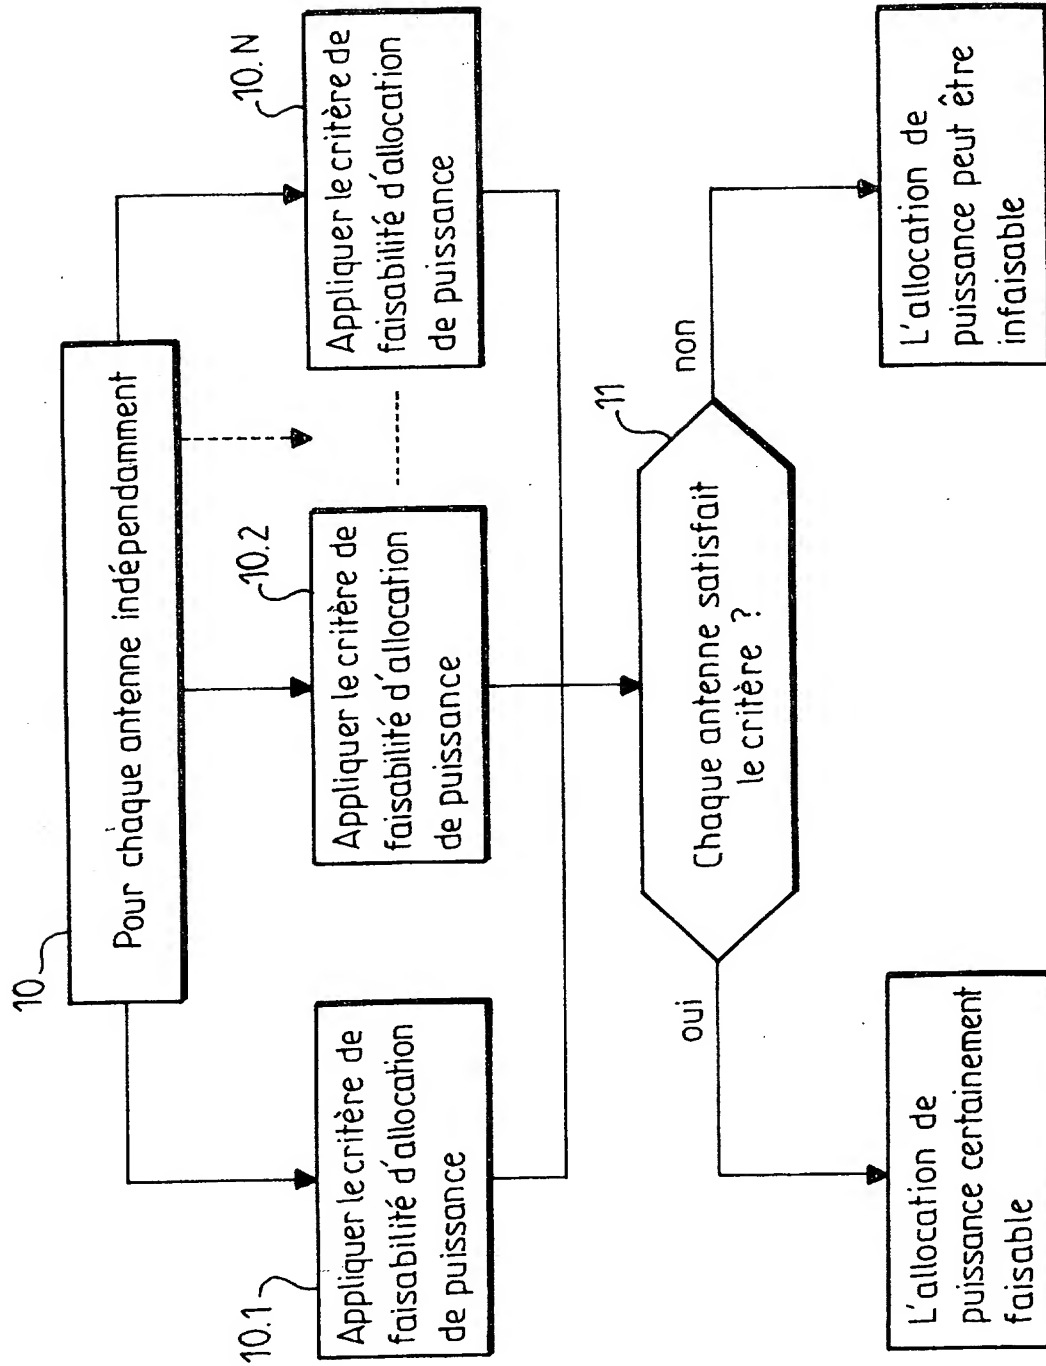 10
Pour chaque antenne indépendamment
10.1
Appliquer le critère de
faisabilité d'allocation
de puissance
10.2
Appliquer le critère de
faisabilité d'allocation
de puissance
10.N
Appliquer le critère de
faisabilité d'allocation
de puissance
11
Chaque antenne satisfait
le critère ?
oui
non
L'allocation de
puissance certainement
faisable
L'allocation de
puissance peut être
infaisable